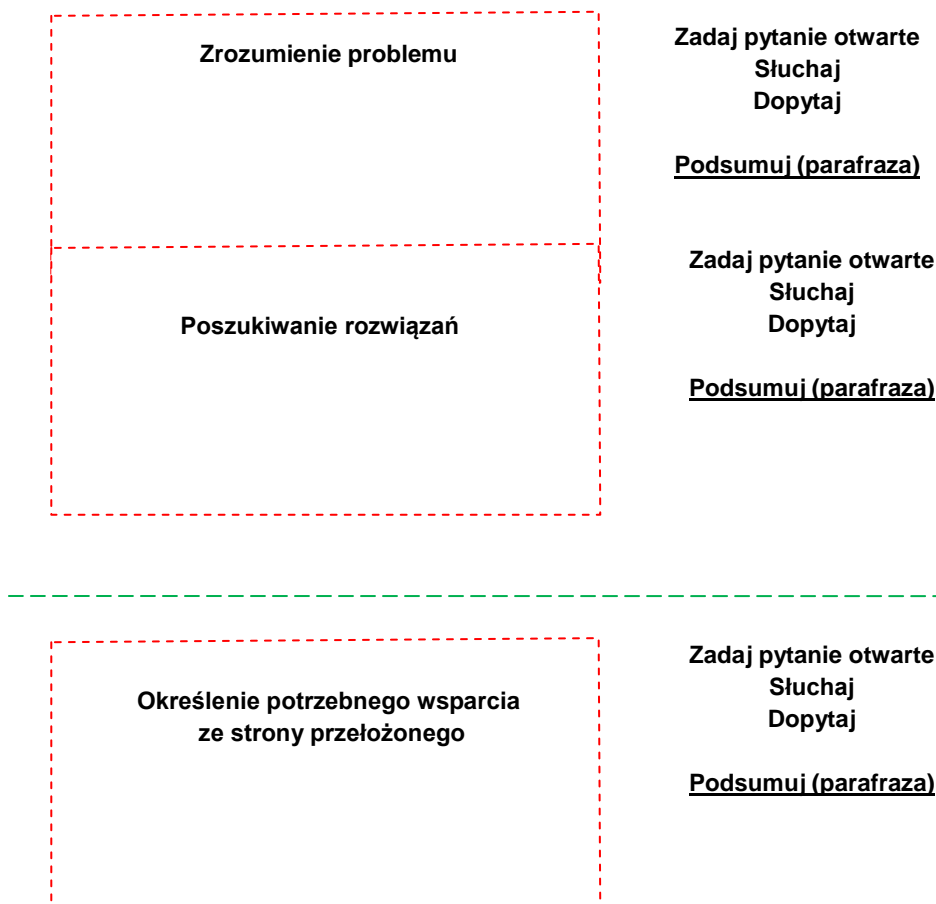 Zrozumienie problemu
Zadaj pytanie otwarte
Słuchaj
Dopytaj
Podsumuj (parafraza)
Poszukiwanie rozwiązań
Zadaj pytanie otwarte
Słuchaj
Dopytaj
Podsumuj (parafraza)
Określenie potrzebnego wsparcia
ze strony przełożonego
Zadaj pytanie otwarte
Słuchaj
Dopytaj
Podsumuj (parafraza)